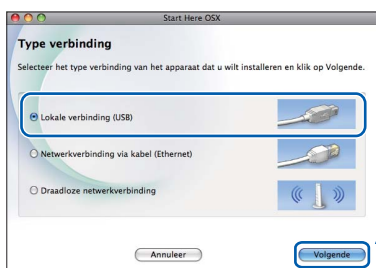 Start Here OSX
Type verbinding
Selecteer het type verbinding van het apparaat dat u wilt installeren en klik op Volgende.
Lokale verbinding (USB)
Netwerkverbinding via kabel (Ethernet)
Draadloze netwerkverbinding
Annuleer
Volgende